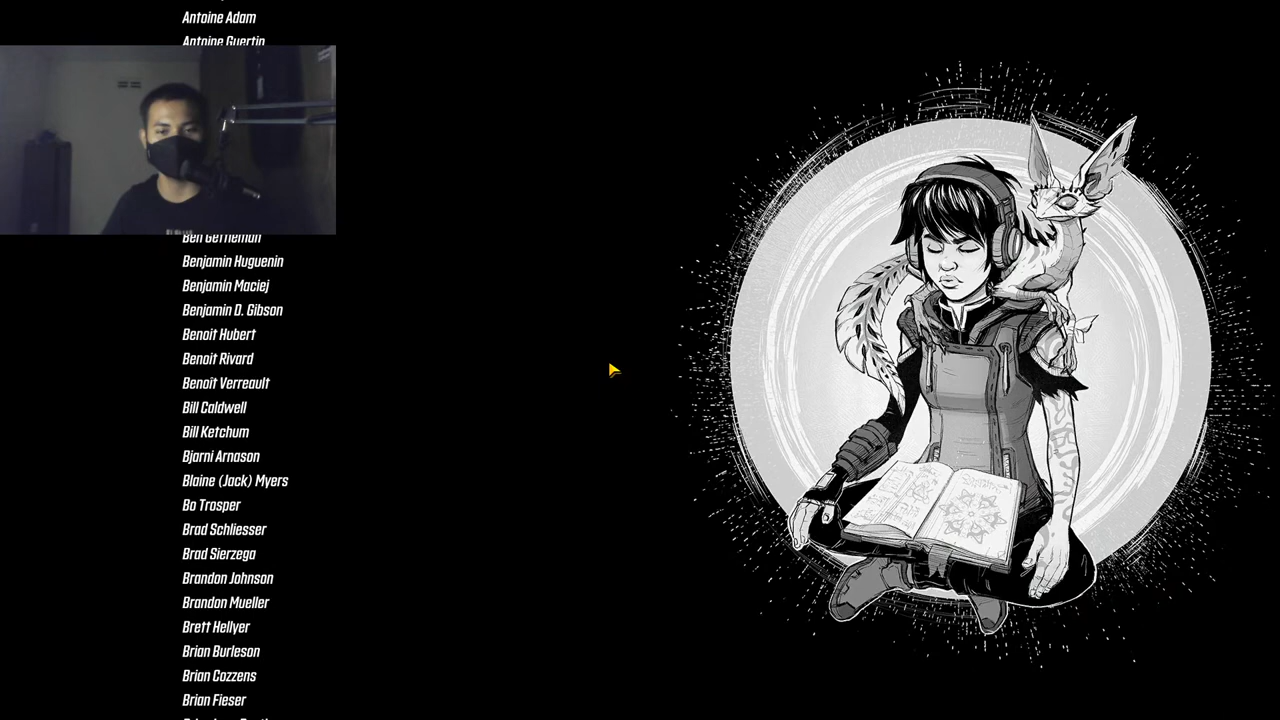 Antoine Adam
Antoine Guertin
Benjamin Huguenin
Benjamin Maciej
Benjamin D. Gibson
Benoit Hubert
Benoit Rivard
Benoît Verreault
Bill Caldwell
Bill Ketchum
Bjarni Arnason
Blaine (Jack) Myers
Bo Trosper
Brad Schliesser
Brad Sierzega
Brandon Johnson
Brandon Mueller
Brett Hellyer
Brian Burleson
Brian Cozzens
Brian Fieser